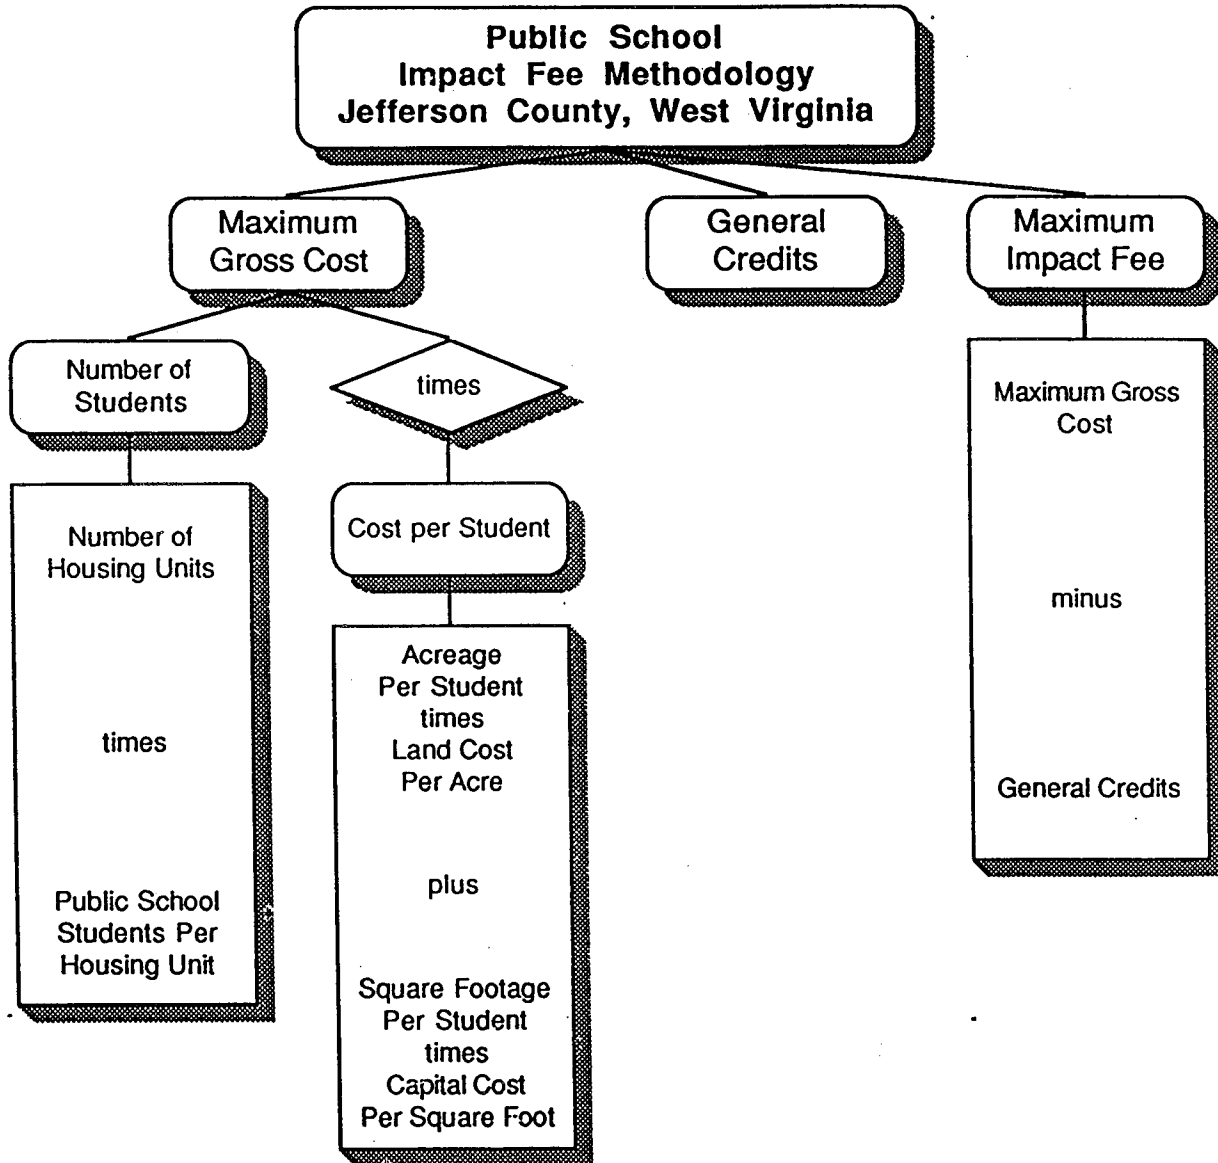 Public School
Impact Fee Methodology
Jefferson County, West Virginia
Maximum
Gross Cost
General
Credits
Maximum
Impact Fee
Number of
Students
times
Maximum Gross
Cost
minus
General Credits
Number of
Housing Units
times
Public School
Students Per
Housing Unit
Cost per Student
Acreage
Per Student
times
Land Cost
Per Acre
plus
Square Footage
Per Student
times
Capital Cost
Per Square Foot